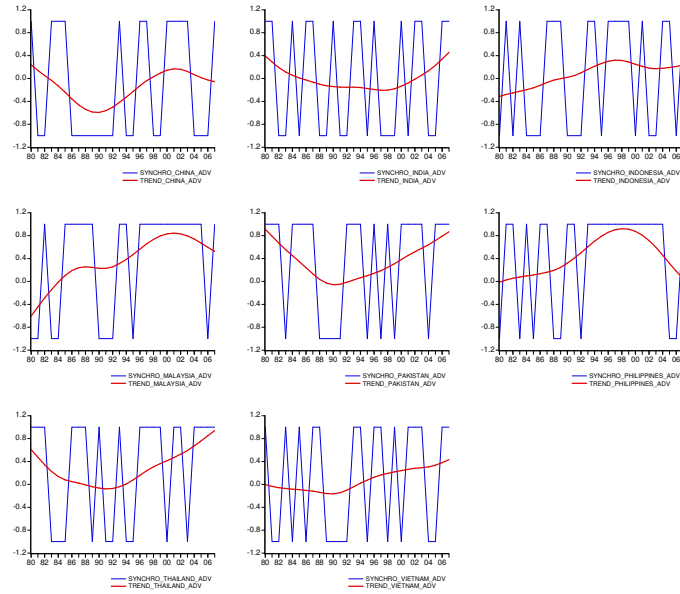 1.2 1.2 1.2
0.8 0.8 0.8
0.4 0.4 0.4
0.0 0.0 0.0
-0.4 -0.4 -0.4
-0.8 -0.8 -0.8
-1.2 -1.2 -1.2
80 82 84 86 88 90 92 94 96 98 00 02 04 06 80 82 84 86 88 90 92 94 96 98 00 02 04 06 80 82 84 86 88 90 92 94 96 98 00 02 04 06
SYNCHRO_CHINA_ADV SYNCHRO_INDIA_ADV SYNCHRO_INDONESIA_ADV
TREND_CHINA_ADV TREND_INDIA_ADV TREND_INDONESIA_ADV
1.2 1.2 1.2
0.8 0.8 0.8
0.4 0.4 0.4
0.0 0.0 0.0
-0.4 -0.4 -0.4
-0.8 -0.8 -0.8
-1.2 -1.2 -1.2
80 82 84 86 88 90 92 94 96 98 00 02 04 06 80 82 84 86 88 90 92 94 96 98 00 02 04 06 80 82 84 86 88 90 92 94 96 98 00 02 04 06
SYNCHRO_MALAYSIA_ADV SYNCHRO_PAKISTAN_ADV SYNCHRO_PHILIPPINES_ADV
TREND_MALAYSIA_ADV TREND_PAKISTAN_ADV TREND_PHILIPPINES_ADV
1.2 1.2
0.8 0.8
0.4 0.4
0.0 0.0
-0.4 -0.4
-0.8 -0.8
-1.2 -1.2
80 82 84 86 88 90 92 94 96 98 00 02 04 06 80 82 84 86 88 90 92 94 96 98 00 02 04 06
SYNCHRO_THAILAND_ADV SYNCHRO_VIETNAM_ADV
TREND_THAILAND_ADV TREND_VIETNAM_ADV